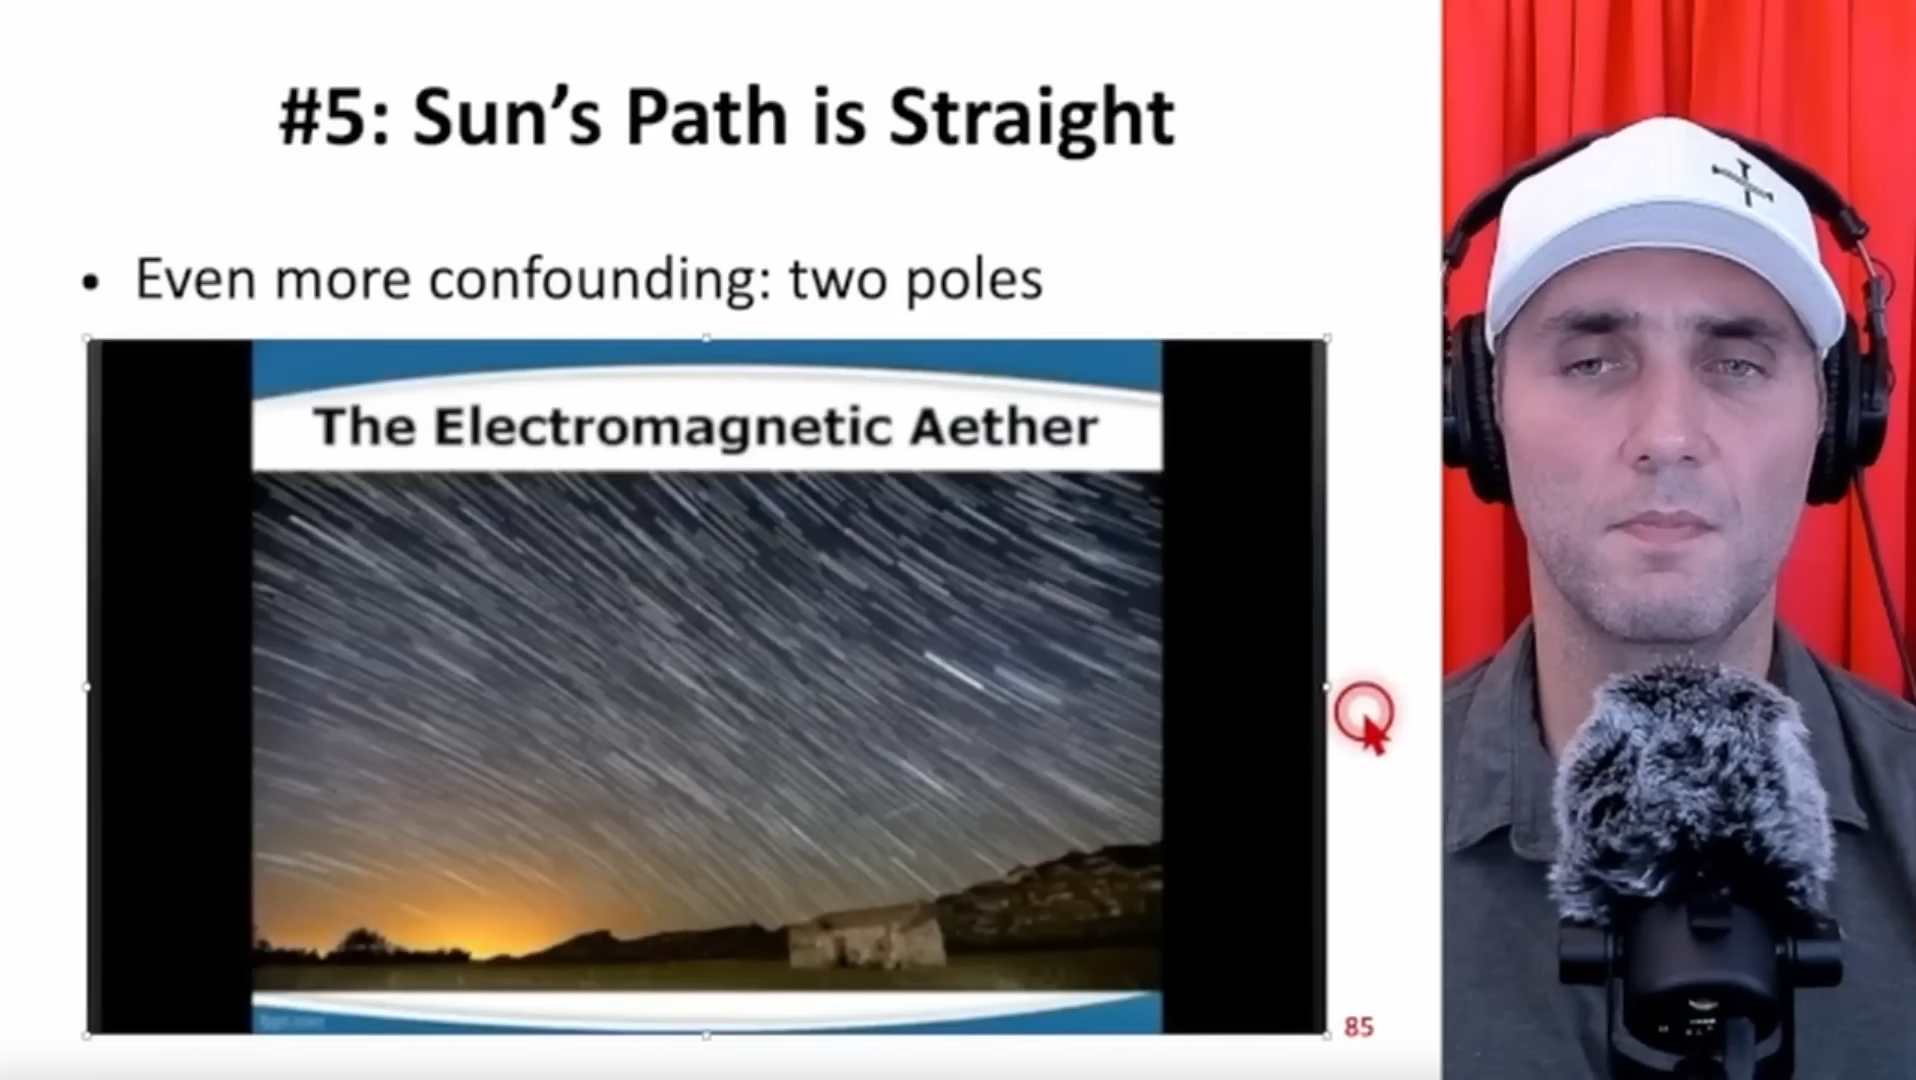 #5: Sun's Path is Straight
• Even more confounding: two poles
The Electromagnetic Aether
85